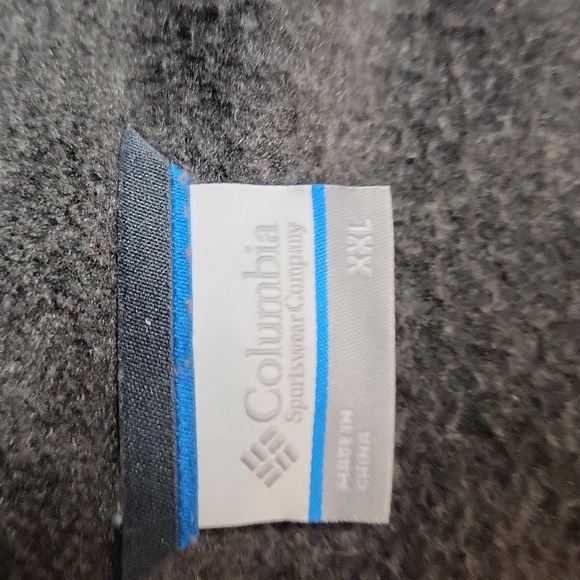 Columbia
Sportswear Company
MADE IN
CHINA
XXL